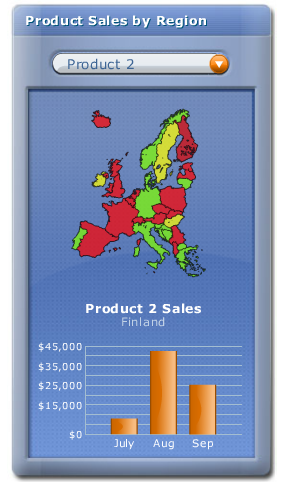 Product Sales by Region
Product 2
Product 2 Sales
Finland
$45,000
$35,000
$25,000
$15,000
$0
July Aug Sep